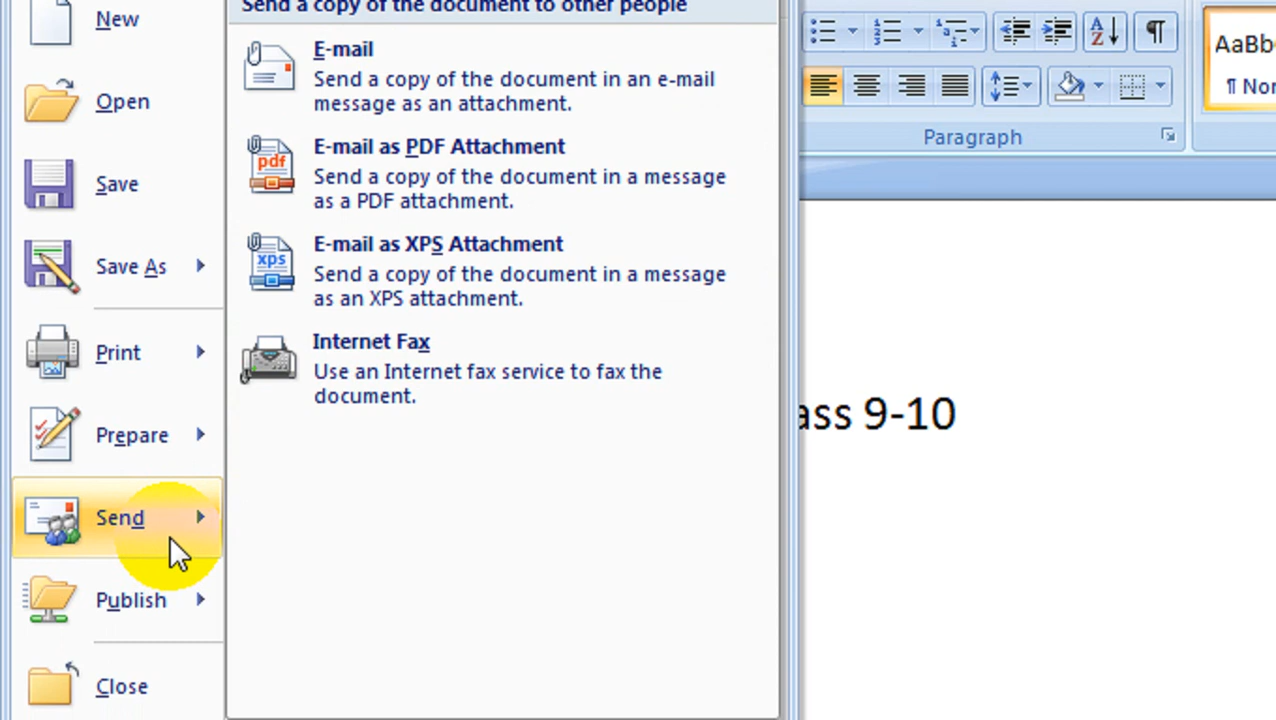 Send a copy of the document to other people
New
Open
Save
Save As
Print
Prepare
Send
Publish
Close
E-mail
Send a copy of the document in an e-mail
message as an attachment.
pdf
E-mail as PDF Attachment
Send a copy of the document in a message
as a PDF attachment.
xps
E-mail as XPS Attachment
Send a copy of the document in a message
as an XPS attachment.
Internet Fax
Use an Internet fax service to fax the
document.
AaBb
¶ Nor
Paragraph
ass 9-10